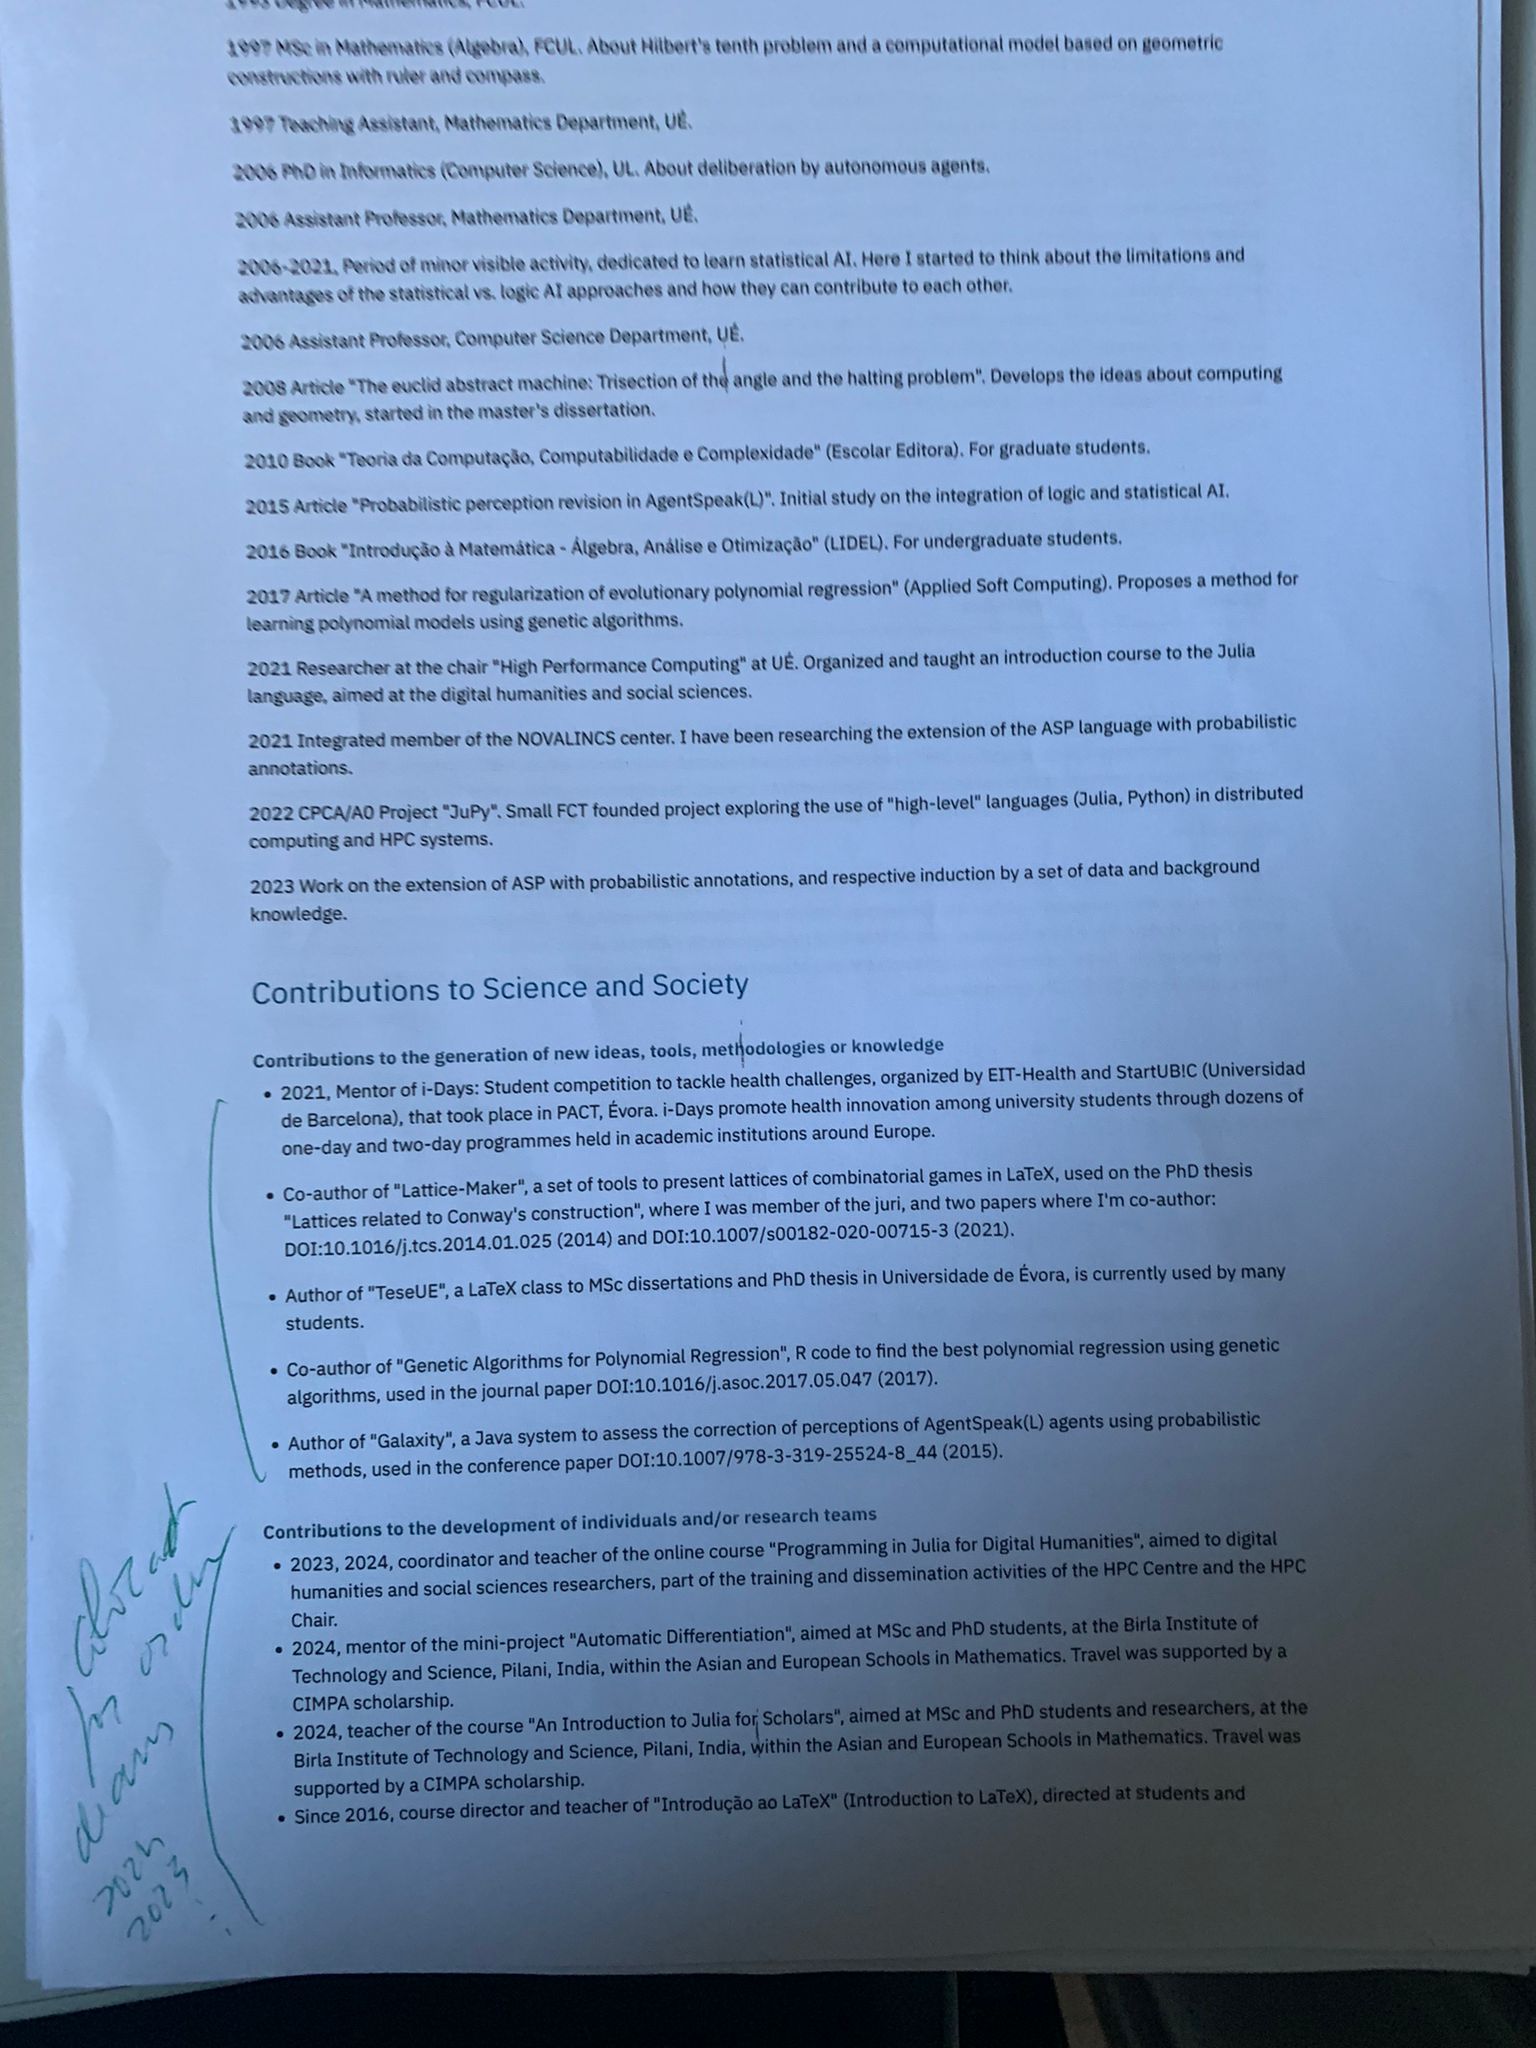 1993 Degree in Mathematics, FCUL.
1997 MSc in Mathematics (Algebra), FCUL. About Hilbert's tenth problem and a computational model based on geometric
constructions with ruler and compass.
1997 Teaching Assistant, Mathematics Department, UÉ.
2006 PhD in Informatics (Computer Science), UL. About deliberation by autonomous agents.
2006 Assistant Professor, Mathematics Department, UÉ.
2006-2021, Period of minor visible activity, dedicated to learn statistical AI. Here I started to think about the limitations and
advantages of the statistical vs. logic AI approaches and how they can contribute to each other.
2006 Assistant Professor, Computer Science Department, UÉ.
2008 Article "The euclid abstract machine: Trisection of the angle and the halting problem". Develops the ideas about computing
and geometry, started in the master's dissertation.
2010 Book "Teoria da Computação, Computabilidade e Complexidade" (Escolar Editora). For graduate students.
2015 Article "Probabilistic perception revision in AgentSpeak(L)". Initial study on the integration of logic and statistical AI.
2016 Book "Introdução à Matemática - Álgebra, Análise e Otimização" (LIDEL). For undergraduate students.
2017 Article "A method for regularization of evolutionary polynomial regression" (Applied Soft Computing). Proposes a method for
learning polynomial models using genetic algorithms.
2021 Researcher at the chair "High Performance Computing" at UÉ. Organized and taught an introduction course to the Julia
language, aimed at the digital humanities and social sciences.
2021 Integrated member of the NOVALINCS center. I have been researching the extension of the ASP language with probabilistic
annotations.
2022 CPCA/A0 Project "JuPy". Small FCT founded project exploring the use of "high-level" languages (Julia, Python) in distributed
computing and HPC systems.
2023 Work on the extension of ASP with probabilistic annotations, and respective induction by a set of data and background
knowledge.
Contributions to Science and Society
Contributions to the generation of new ideas, tools, methodologies or knowledge
• 2021, Mentor of i-Days: Student competition to tackle health challenges, organized by EIT-Health and StartUB!C (Universidad
de Barcelona), that took place in PACT, Évora. i-Days promote health innovation among university students through dozens of
one-day and two-day programmes held in academic institutions around Europe.
• Co-author of "Lattice-Maker", a set of tools to present lattices of combinatorial games in LaTeX, used on the PhD thesis
"Lattices related to Conway's construction", where I was member of the juri, and two papers where I'm co-author:
DOI:10.1016/j.tcs.2014.01.025 (2014) and DOI:10.1007/s00182-020-00715-3 (2021).
• Author of "TeseUE", a LaTeX class to MSc dissertations and PhD thesis in Universidade de Évora, is currently used by many
students.
• Co-author of "Genetic Algorithms for Polynomial Regression", R code to find the best polynomial regression using genetic
algorithms, used in the journal paper DOI:10.1016/j.asoc.2017.05.047 (2017).
• Author of "Galaxity", a Java system to assess the correction of perceptions of AgentSpeak(L) agents using probabilistic
methods, used in the conference paper DOI:10.1007/978-3-319-25524-8_44 (2015).
Contributions to the development of individuals and/or research teams
• 2023, 2024, coordinator and teacher of the online course "Programming in Julia for Digital Humanities", aimed to digital
humanities and social sciences researchers, part of the training and dissemination activities of the HPC Centre and the HPC
Chair.
• 2024, mentor of the mini-project "Automatic Differentiation", aimed at MSc and PhD students, at the Birla Institute of
Technology and Science, Pilani, India, within the Asian and European Schools in Mathematics. Travel was supported by a
CIMPA scholarship.
• 2024, teacher of the course "An Introduction to Julia for Scholars", aimed at MSc and PhD students and researchers, at the
Birla Institute of Technology and Science, Pilani, India, within the Asian and European Schools in Mathematics. Travel was
supported by a CIMPA scholarship.
• Since 2016, course director and teacher of "Introdução ao LaTeX" (Introduction to LaTeX), directed at students and
por ordem
2024
2023